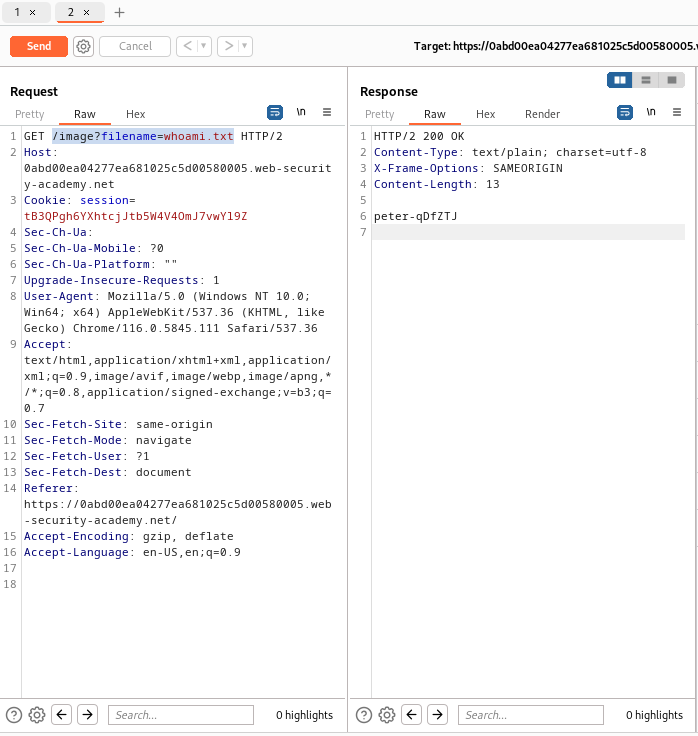 1 × 2 × +
Send Cancel < > Target: https://0abd00ea04277ea681025c5d00580005.w
Request
Pretty Raw Hex \n
1 GET /image?filename=whoami.txt HTTP/2
2 Host:
0abd00ea04277ea681025c5d00580005.web-securit
y-academy.net
3 Cookie: session=
tB3QPgh6YXhtcjJtb5W4V4OmJ7vwY19Z
4 Sec-Ch-Ua:
5 Sec-Ch-Ua-Mobile: ?0
6 Sec-Ch-Ua-Platform: ""
7 Upgrade-Insecure-Requests: 1
8 User-Agent: Mozilla/5.0 (Windows NT 10.0;
Win64; x64) AppleWebKit/537.36 (KHTML, like
Gecko) Chrome/116.0.5845.111 Safari/537.36
9 Accept:
text/html,application/xhtml+xml,application/
xml;q=0.9,image/avif,image/webp,image/apng,*
/*;q=0.8,application/signed-exchange;v=b3;q=
0.7
10 Sec-Fetch-Site: same-origin
11 Sec-Fetch-Mode: navigate
12 Sec-Fetch-User: ?1
13 Sec-Fetch-Dest: document
14 Referer:
https://0abd00ea04277ea681025c5d00580005.web
-security-academy.net/
15 Accept-Encoding: gzip, deflate
16 Accept-Language: en-US,en;q=0.9
17
18
Search... 0 highlights
Response
Pretty Raw Hex Render \n
1 HTTP/2 200 OK
2 Content-Type: text/plain; charset=utf-8
3 X-Frame-Options: SAMEORIGIN
4 Content-Length: 13
5
6 peter-qDfZTJ
7
Search... 0 highlights